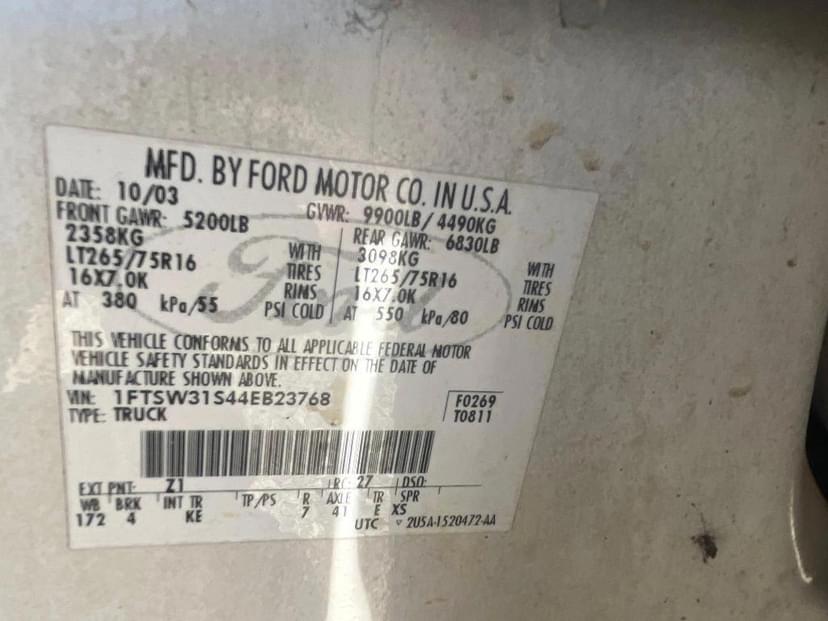 MFD. BY FORD MOTOR CO. IN U.S.A.
DATE: 10/03 GVWR: 9900LB/ 4490KG
FRONT GAWR: 5200LB REAR GAWR: 6830LB
2358KG WITH 3098KG WITH
LT265/75R16 TIRES LT265/75R16 TIRES
16X7.0K RIMS 16X7.0K RIMS
AT 380 kPa/55 PSI COLD AT 550 kPa/80 PSI COLD
THIS VEHICLE CONFORMS TO ALL APPLICABLE FEDERAL MOTOR
VEHICLE SAFETY STANDARDS IN EFFECT ON THE DATE OF
MANUFACTURE SHOWN ABOVE.
VIN: 1FTSW31S44EB23768 F0269
TYPE: TRUCK T0811
EXT PNT: Z1 RC: 27 DSO:
WB BRK INT TR TP/PS R AXLE TR SPR
172 4 KE 7 41 E XS
UTC ▽ 2U5A-1520472-AA
Ford